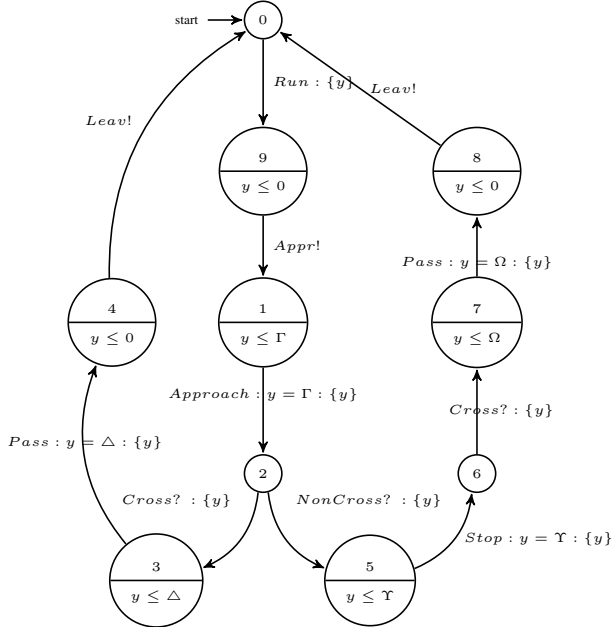 start
0
Run : {y}
Leav!
Leav!
9
y ≤ 0
8
y ≤ 0
Appr!
Pass : y = Ω : {y}
4
y ≤ 0
1
y ≤ Γ
7
y ≤ Ω
Approach : y = Γ : {y}
Cross? : {y}
Pass : y = △ : {y}
2
6
Cross? : {y}
NonCross? : {y}
Stop : y = ϒ : {y}
3
y ≤ △
5
y ≤ ϒ